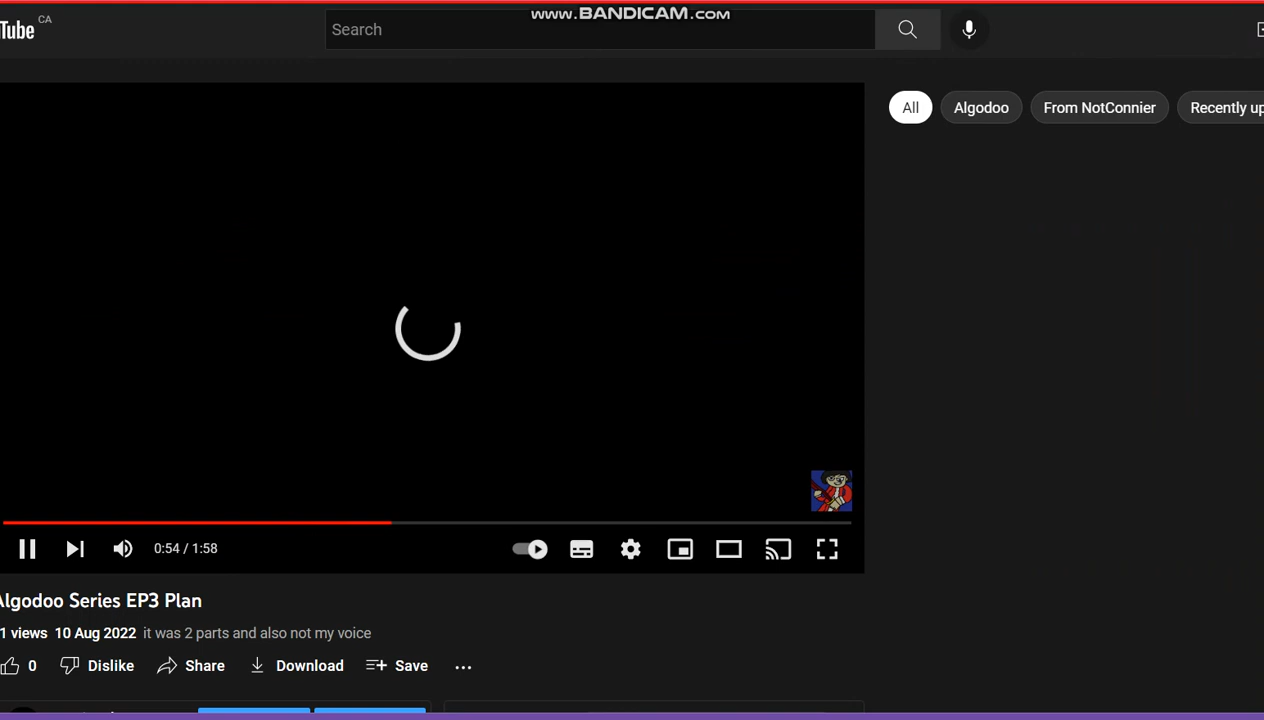 Tube CA
Search
www.BANDICAM.com
All
Algodoo
From NotConnier
Recently up
0:54 / 1:58
Algodoo Series EP3 Plan
1 views 10 Aug 2022 it was 2 parts and also not my voice
0 Dislike Share Download Save ...